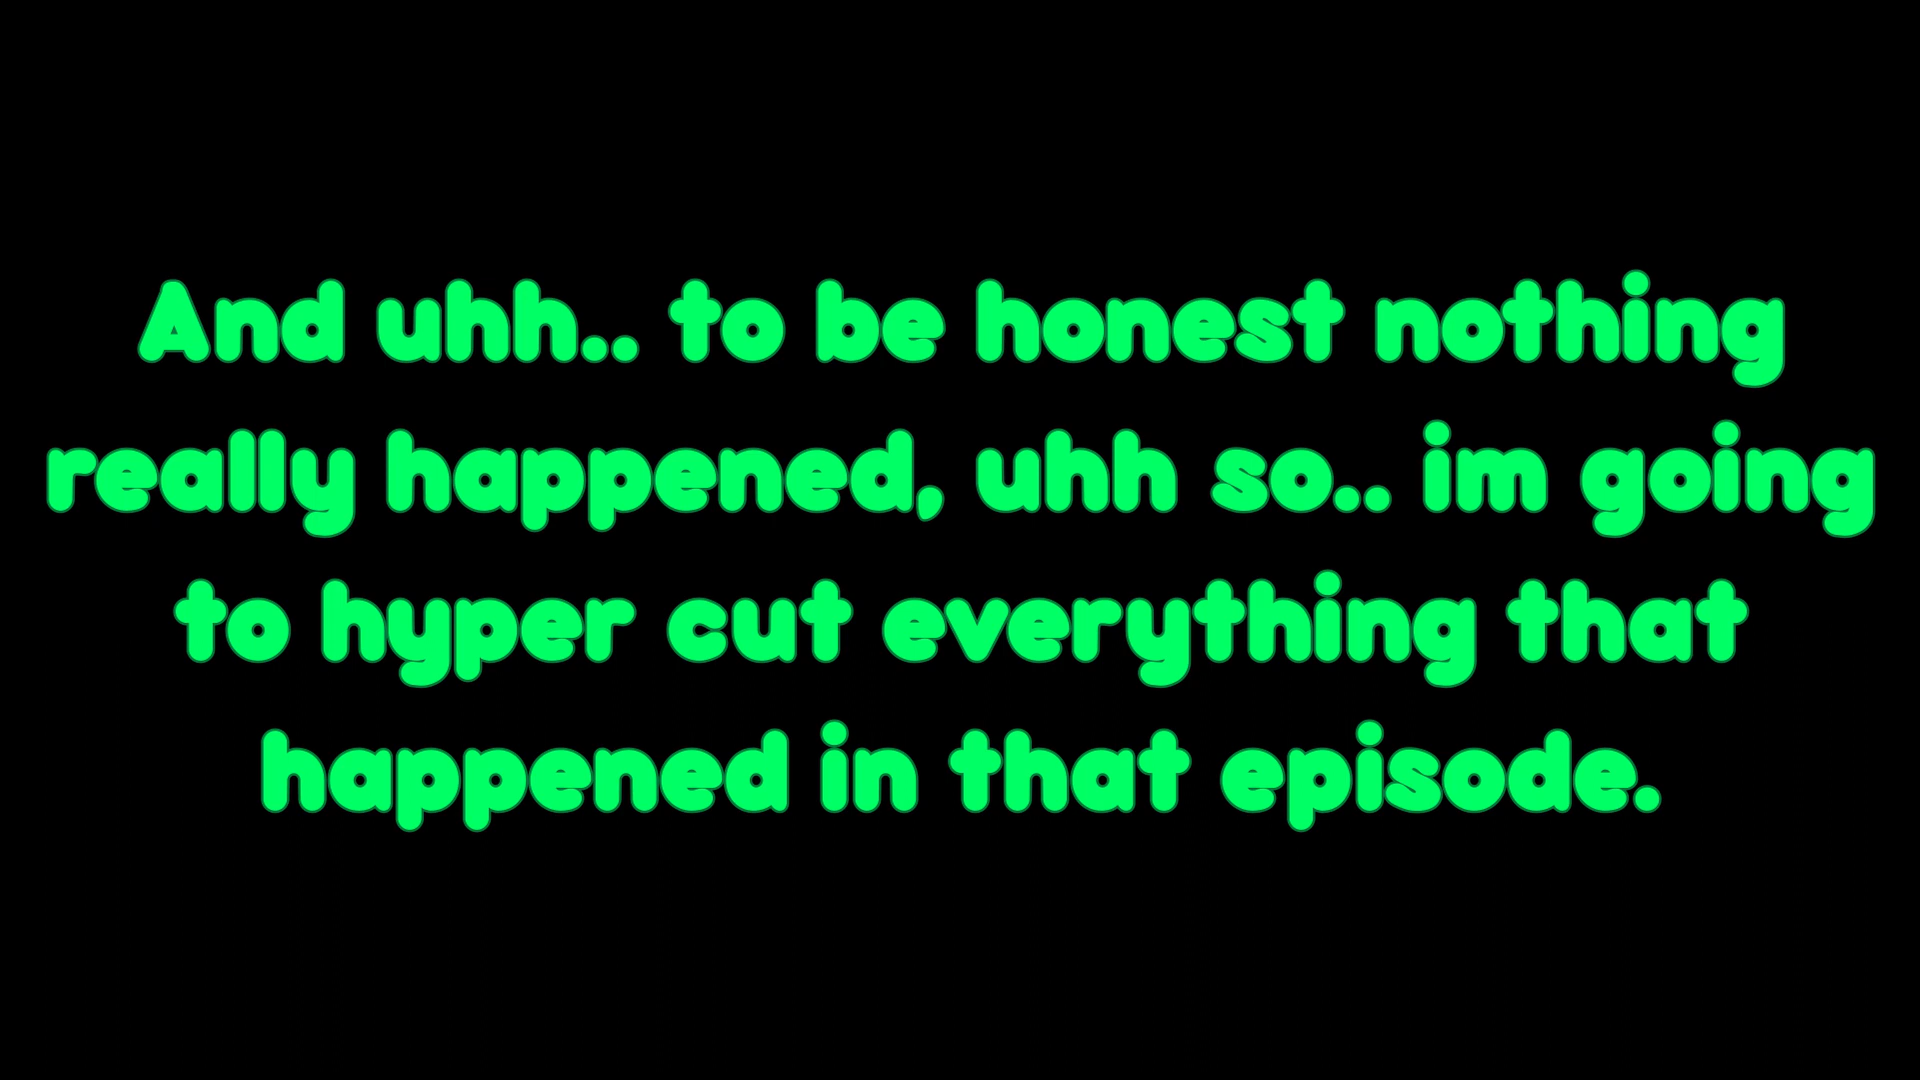 And uhh.. to be honest nothing
really happened, uhh so.. im going
to hyper cut everything that
happened in that episode.